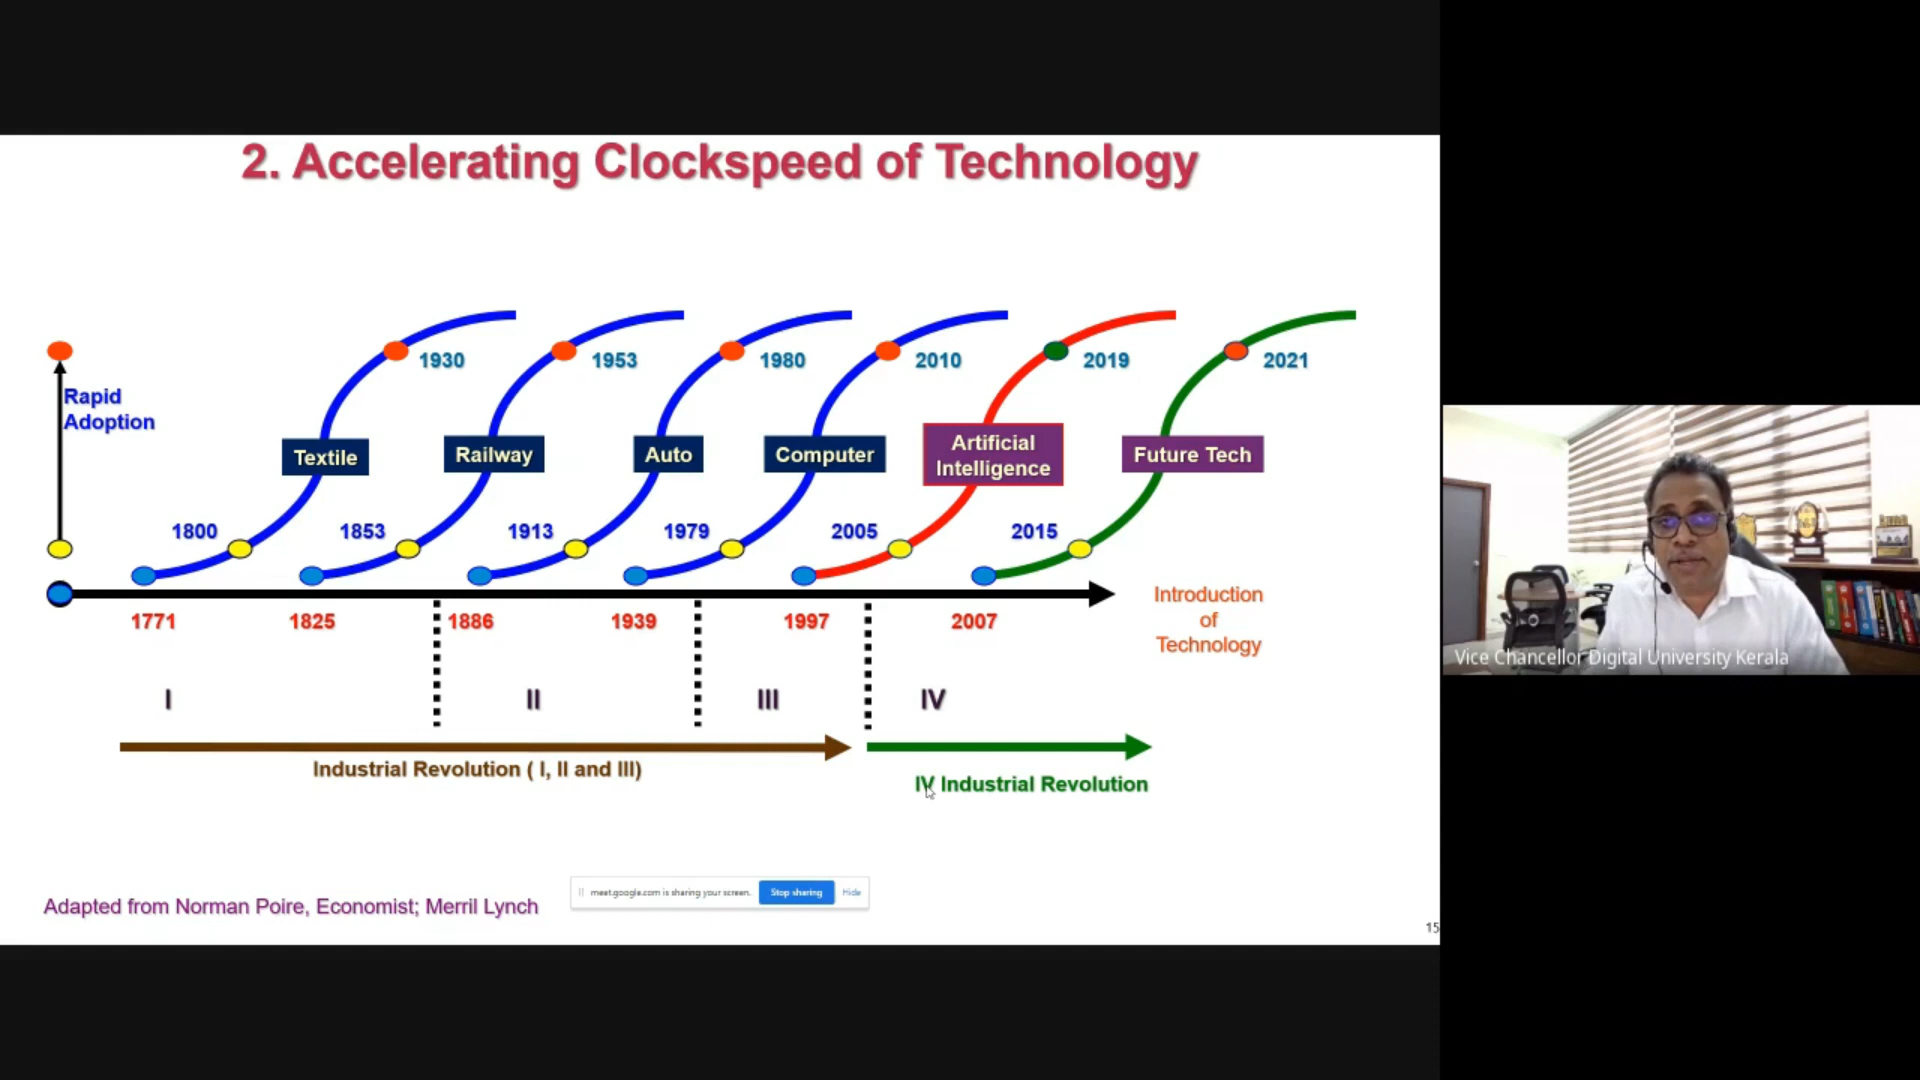 2. Accelerating Clockspeed of Technology
1930
1953
1980
2010
2019
2021
Rapid
Adoption
Textile
Railway
Auto
Computer
Artificial
Intelligence
Future Tech
1800
1853
1913
1979
2005
2015
1771
1825
1886
1939
1997
2007
Introduction
of
Technology
I
II
III
IV
Industrial Revolution ( I, II and III)
IV Industrial Revolution
Adapted from Norman Poire, Economist; Merril Lynch
meet.google.com is sharing your screen.
Stop sharing
Hide
15
Vice Chancellor Digital University Kerala